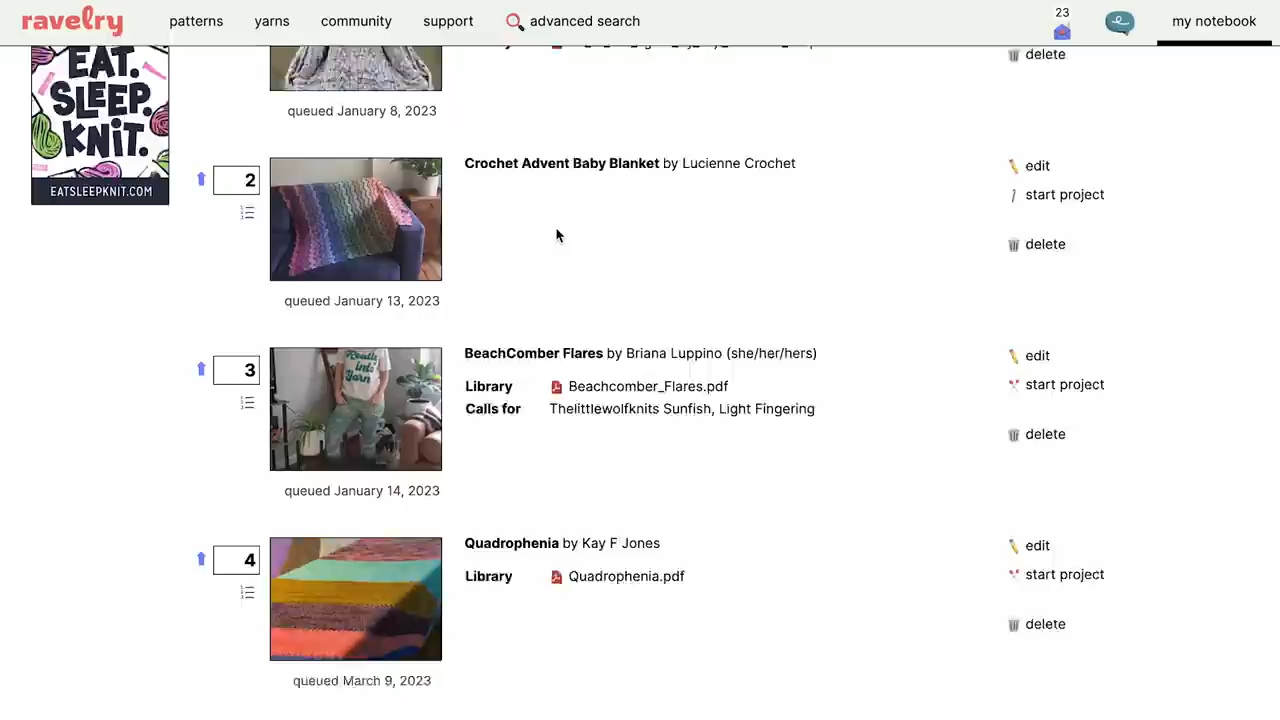 ravelry
patterns
yarns
community
support
advanced search
23
my notebook
EAT.
SLEEP.
KNIT.
EATSLEEPKNIT.COM
delete
queued January 8, 2023
2
Crochet Advent Baby Blanket by Lucienne Crochet
edit
start project
delete
queued January 13, 2023
3
Really
Into
Yarn
BeachComber Flares by Briana Luppino (she/her/hers)
Library Beachcomber_Flares.pdf
Calls for Thelittlewolfknits Sunfish, Light Fingering
edit
start project
delete
queued January 14, 2023
4
Quadrophenia by Kay F Jones
Library Quadrophenia.pdf
edit
start project
delete
queued March 9, 2023